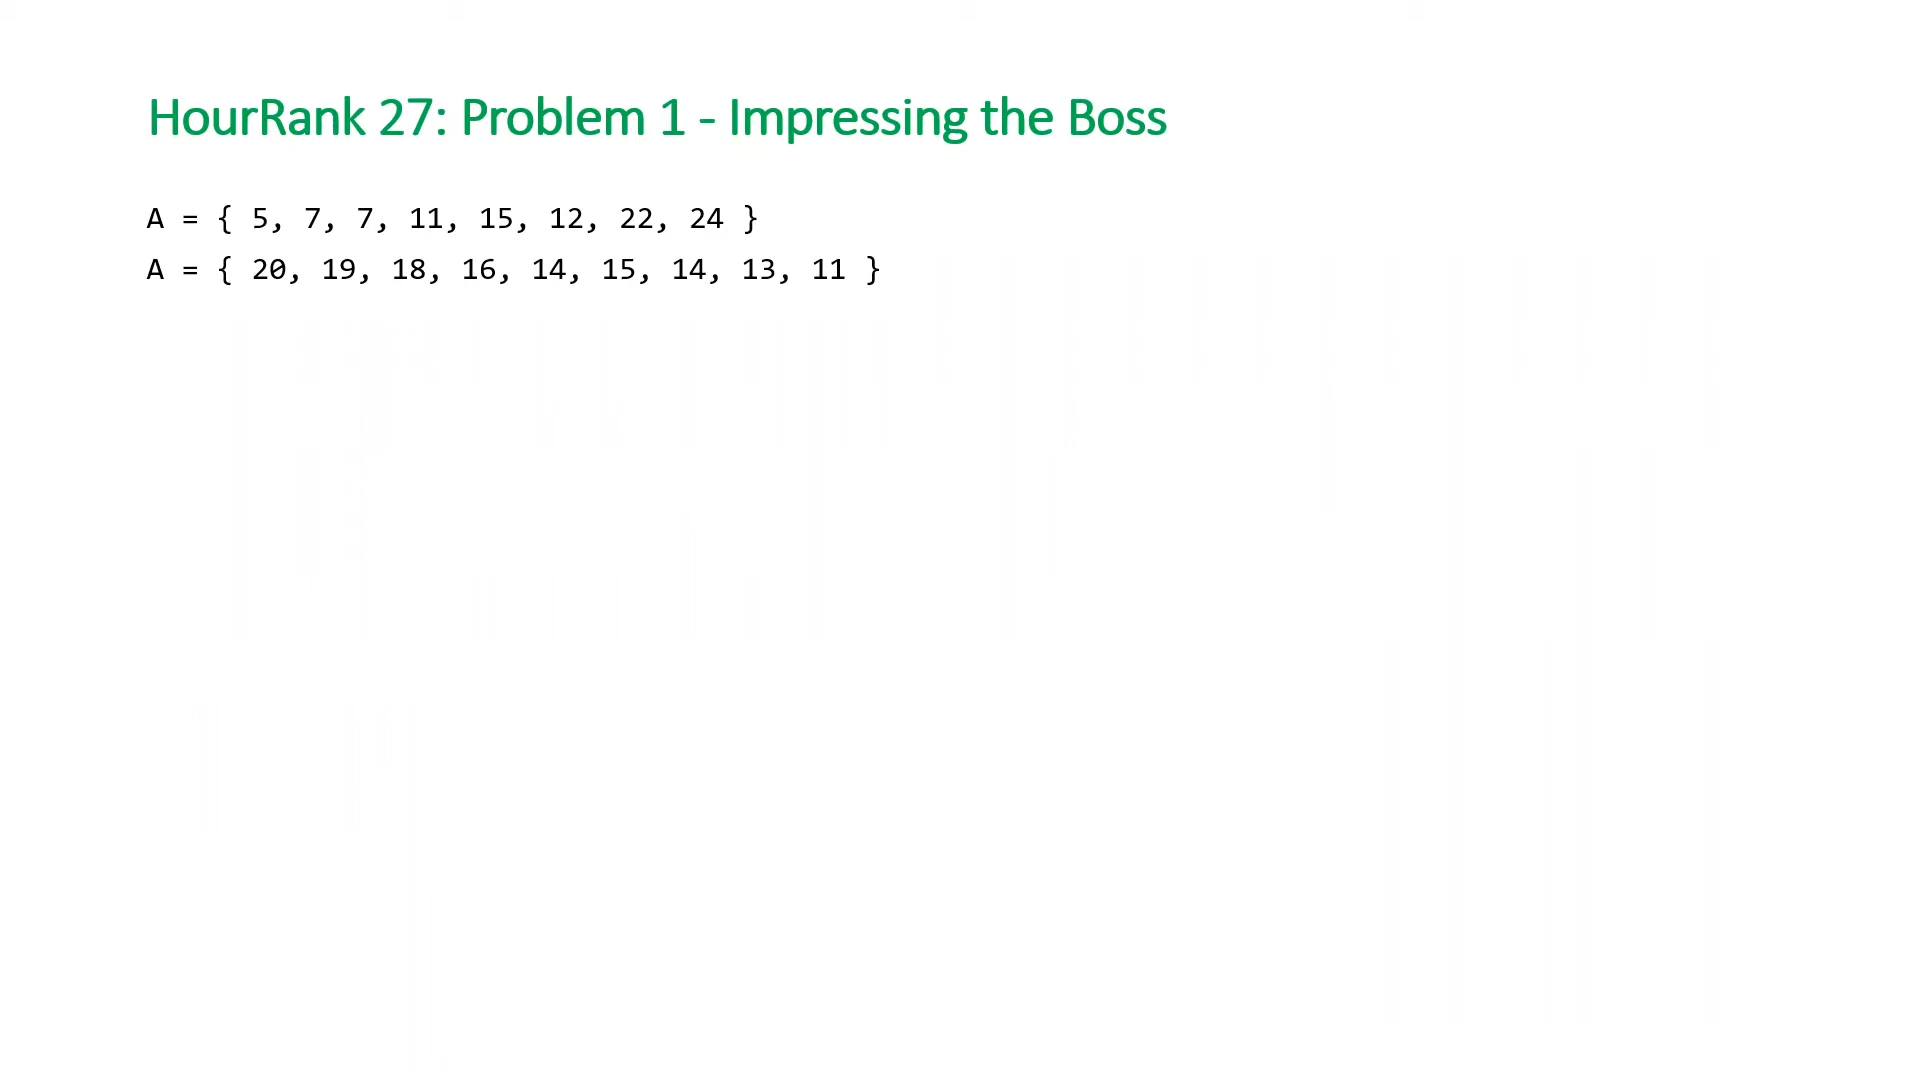 HourRank 27: Problem 1 - Impressing the Boss
A = { 5, 7, 7, 11, 15, 12, 22, 24 }
A = { 20, 19, 18, 16, 14, 15, 14, 13, 11 }